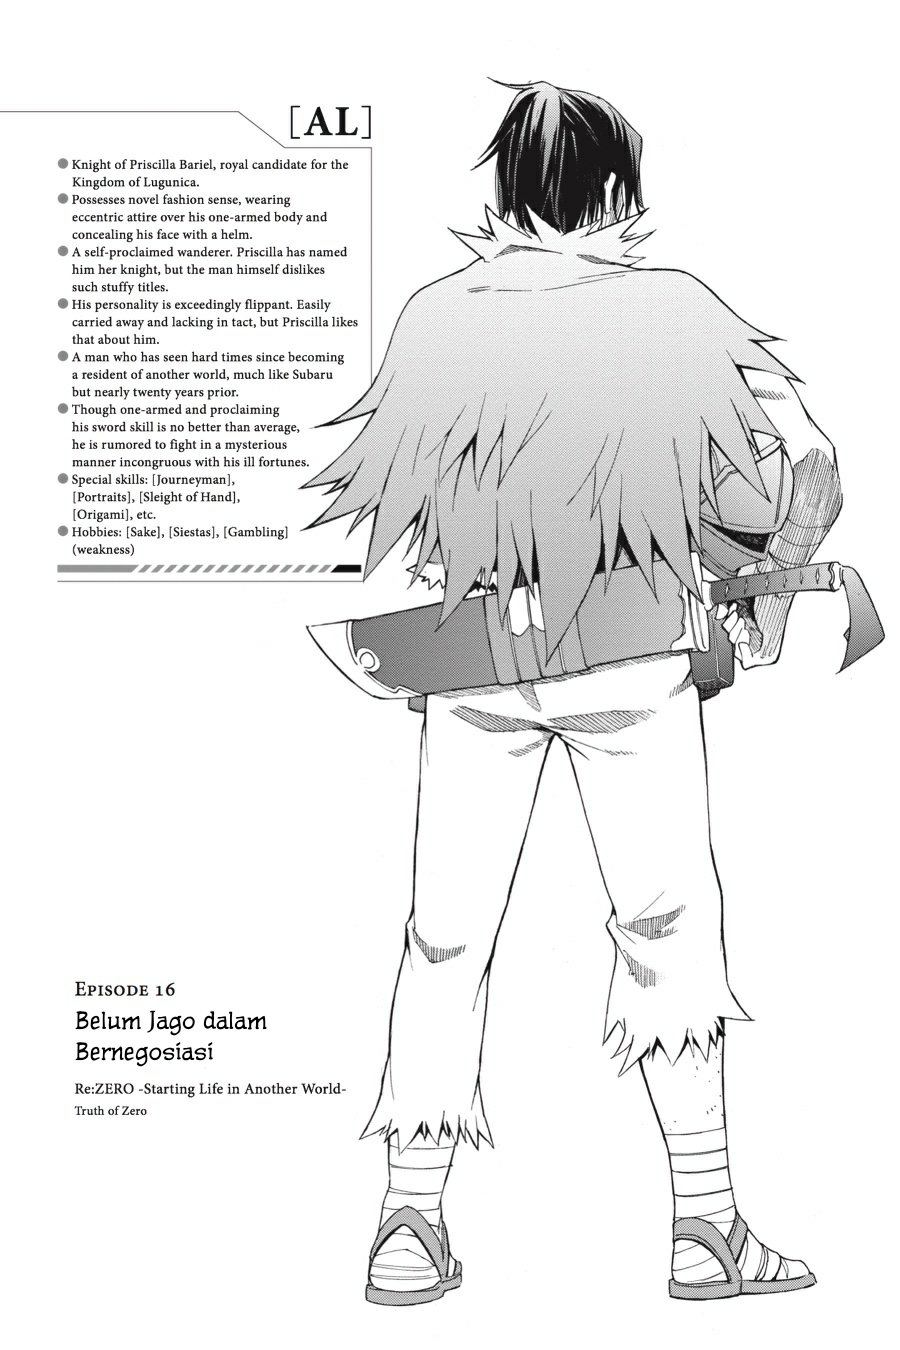 [AL]
Knight of Priscilla Bariel, royal candidate for the
Kingdom of Lugunica.
Possesses novel fashion sense, wearing
eccentric attire over his one-armed body and
concealing his face with a helm.
A self-proclaimed wanderer. Priscilla has named
him her knight, but the man himself dislikes
such stuffy titles.
His personality is exceedingly flippant. Easily
carried away and lacking in tact, but Priscilla likes
that about him.
A man who has seen hard times since becoming
a resident of another world, much like Subaru
but nearly twenty years prior.
Though one-armed and proclaiming
his sword skill is no better than average,
he is rumored to fight in a mysterious
manner incongruous with his ill fortunes.
Special skills: [Journeyman],
[Portraits], [Sleight of Hand],
[Origami], etc.
Hobbies: [Sake], [Siestas], [Gambling]
(weakness)
Episode 16
Belum Jago dalam
Bernegosiasi
Re:ZERO -Starting Life in Another World-
Truth of Zero